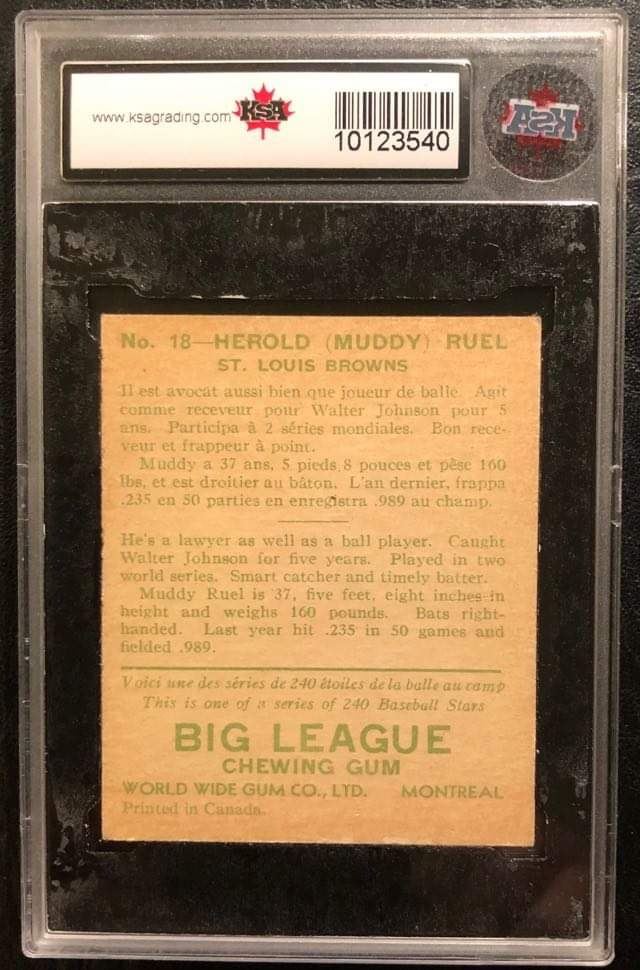 www.ksagrading.com KSA
10123540
KSA
No. 18—HEROLD (MUDDY) RUEL
ST. LOUIS BROWNS
Il est avocat aussi bien que joueur de balle. Agit
comme receveur pour Walter Johnson pour 5
ans. Participa à 2 séries mondiales. Bon rece-
veur et frappeur à point.
Muddy a 37 ans, 5 pieds, 8 pouces et pèse 160
lbs, et est droitier au bâton. L'an dernier, frappa
.235 en 50 parties en enregistra .989 au champ.
He's a lawyer as well as a ball player. Caught
Walter Johnson for five years. Played in two
world series. Smart catcher and timely batter.
Muddy Ruel is 37, five feet, eight inches in
height and weighs 160 pounds. Bats right-
handed. Last year hit .235 in 50 games and
fielded .989.
Voici une des séries de 240 étoiles de la balle au camp
This is one of a series of 240 Baseball Stars
BIG LEAGUE
CHEWING GUM
WORLD WIDE GUM CO., LTD. MONTREAL
Printed in Canada.